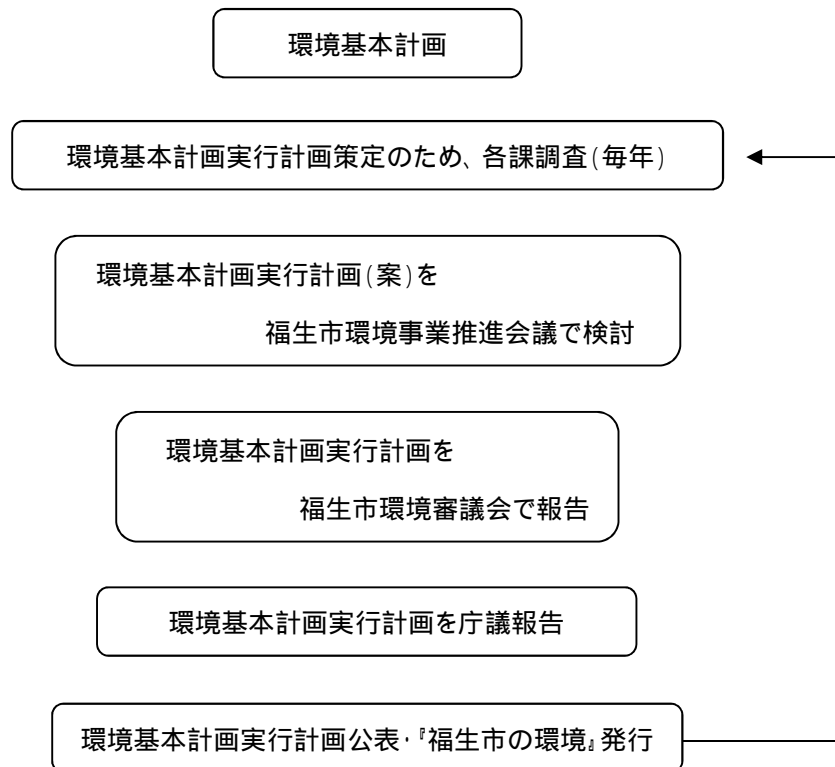 環境基本計画
環境基本計画実行計画策定のため、各課調査(毎年)
環境基本計画実行計画(案)を
福生市環境事業推進会議で検討
環境基本計画実行計画を
福生市環境審議会で報告
環境基本計画実行計画を庁議報告
環境基本計画実行計画公表・『福生市の環境』発行